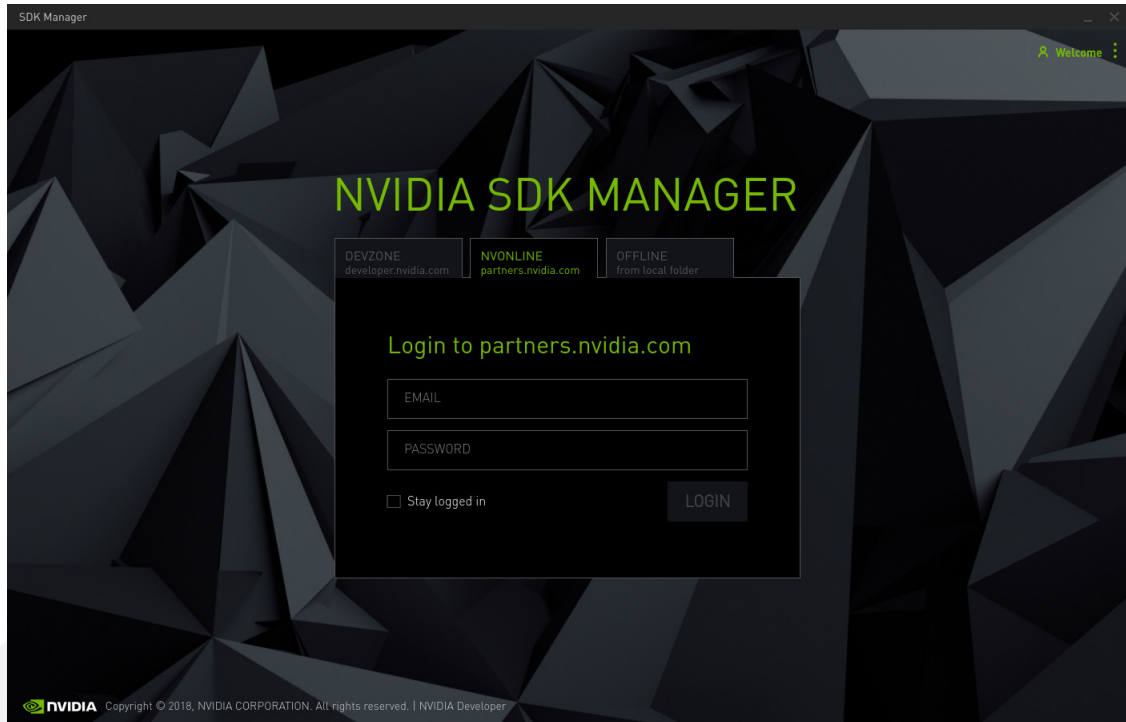 SDK Manager
Welcome
NVIDIA SDK MANAGER
DEVZONE
developer.nvidia.com
NVONLINE
partners.nvidia.com
OFFLINE
from local folder
Login to partners.nvidia.com
EMAIL
PASSWORD
Stay logged in
LOGIN
NVIDIA Copyright © 2018, NVIDIA CORPORATION. All rights reserved. | NVIDIA Developer